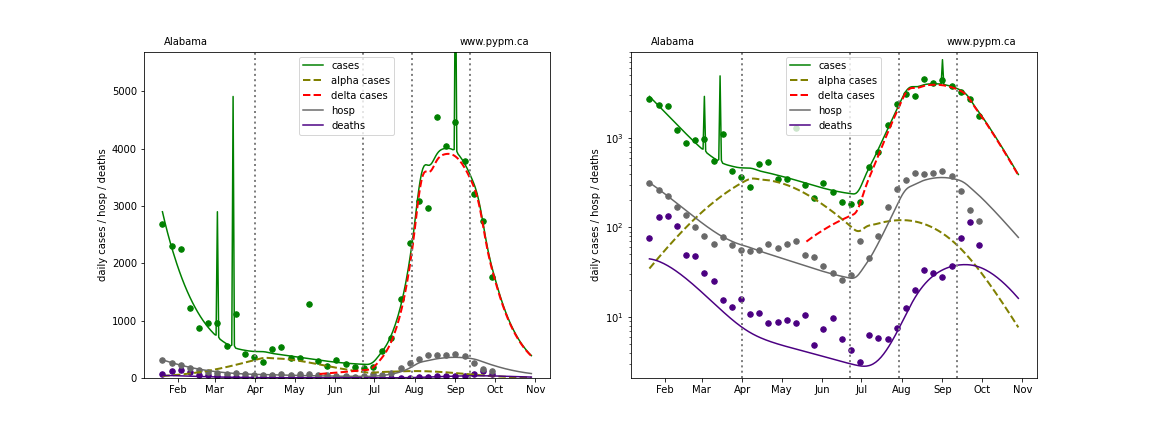 Alabama
www.pypm.ca
cases
alpha cases
delta cases
hosp
deaths
daily cases / hosp / deaths
5000
4000
3000
2000
1000
0
Feb Mar Apr May Jun Jul Aug Sep Oct Nov
Alabama
www.pypm.ca
cases
alpha cases
delta cases
hosp
deaths
daily cases / hosp / deaths
10³
10²
10¹
Feb Mar Apr May Jun Jul Aug Sep Oct Nov